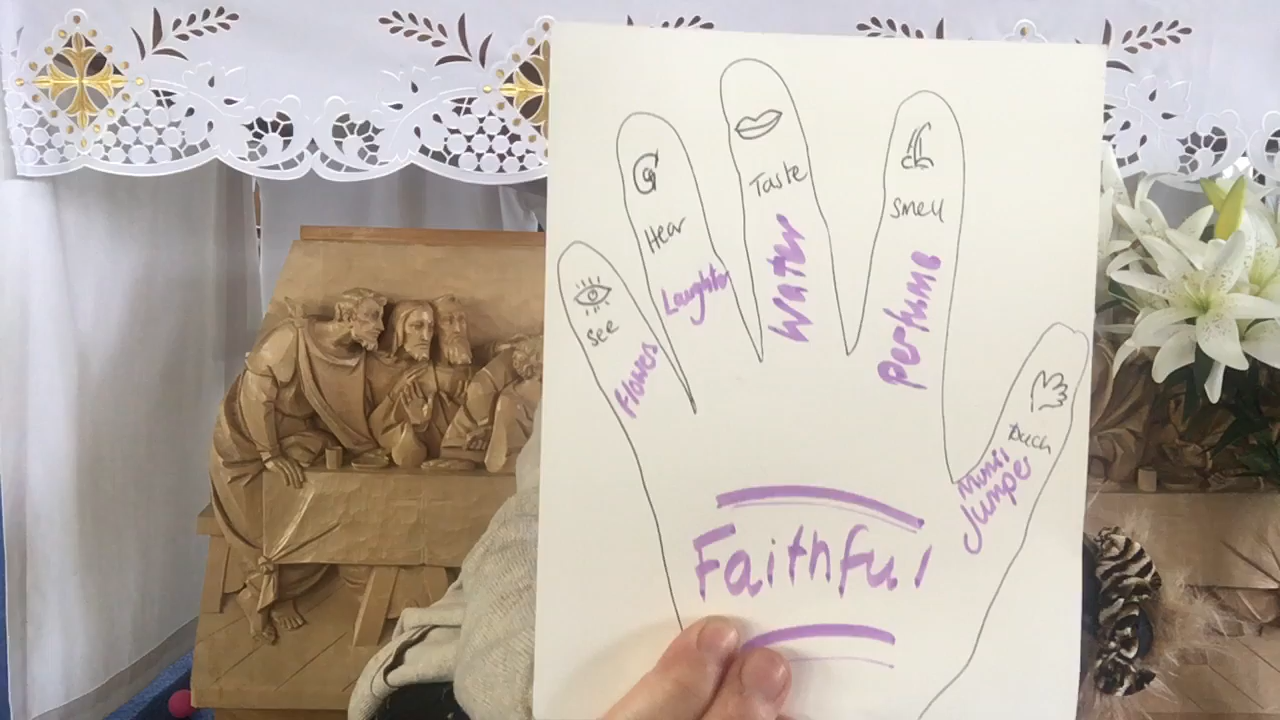 See
Flowers
Hear
Laughter
Taste
Water
Smell
Perfume
Touch
Mum's
Jumper
Faithful